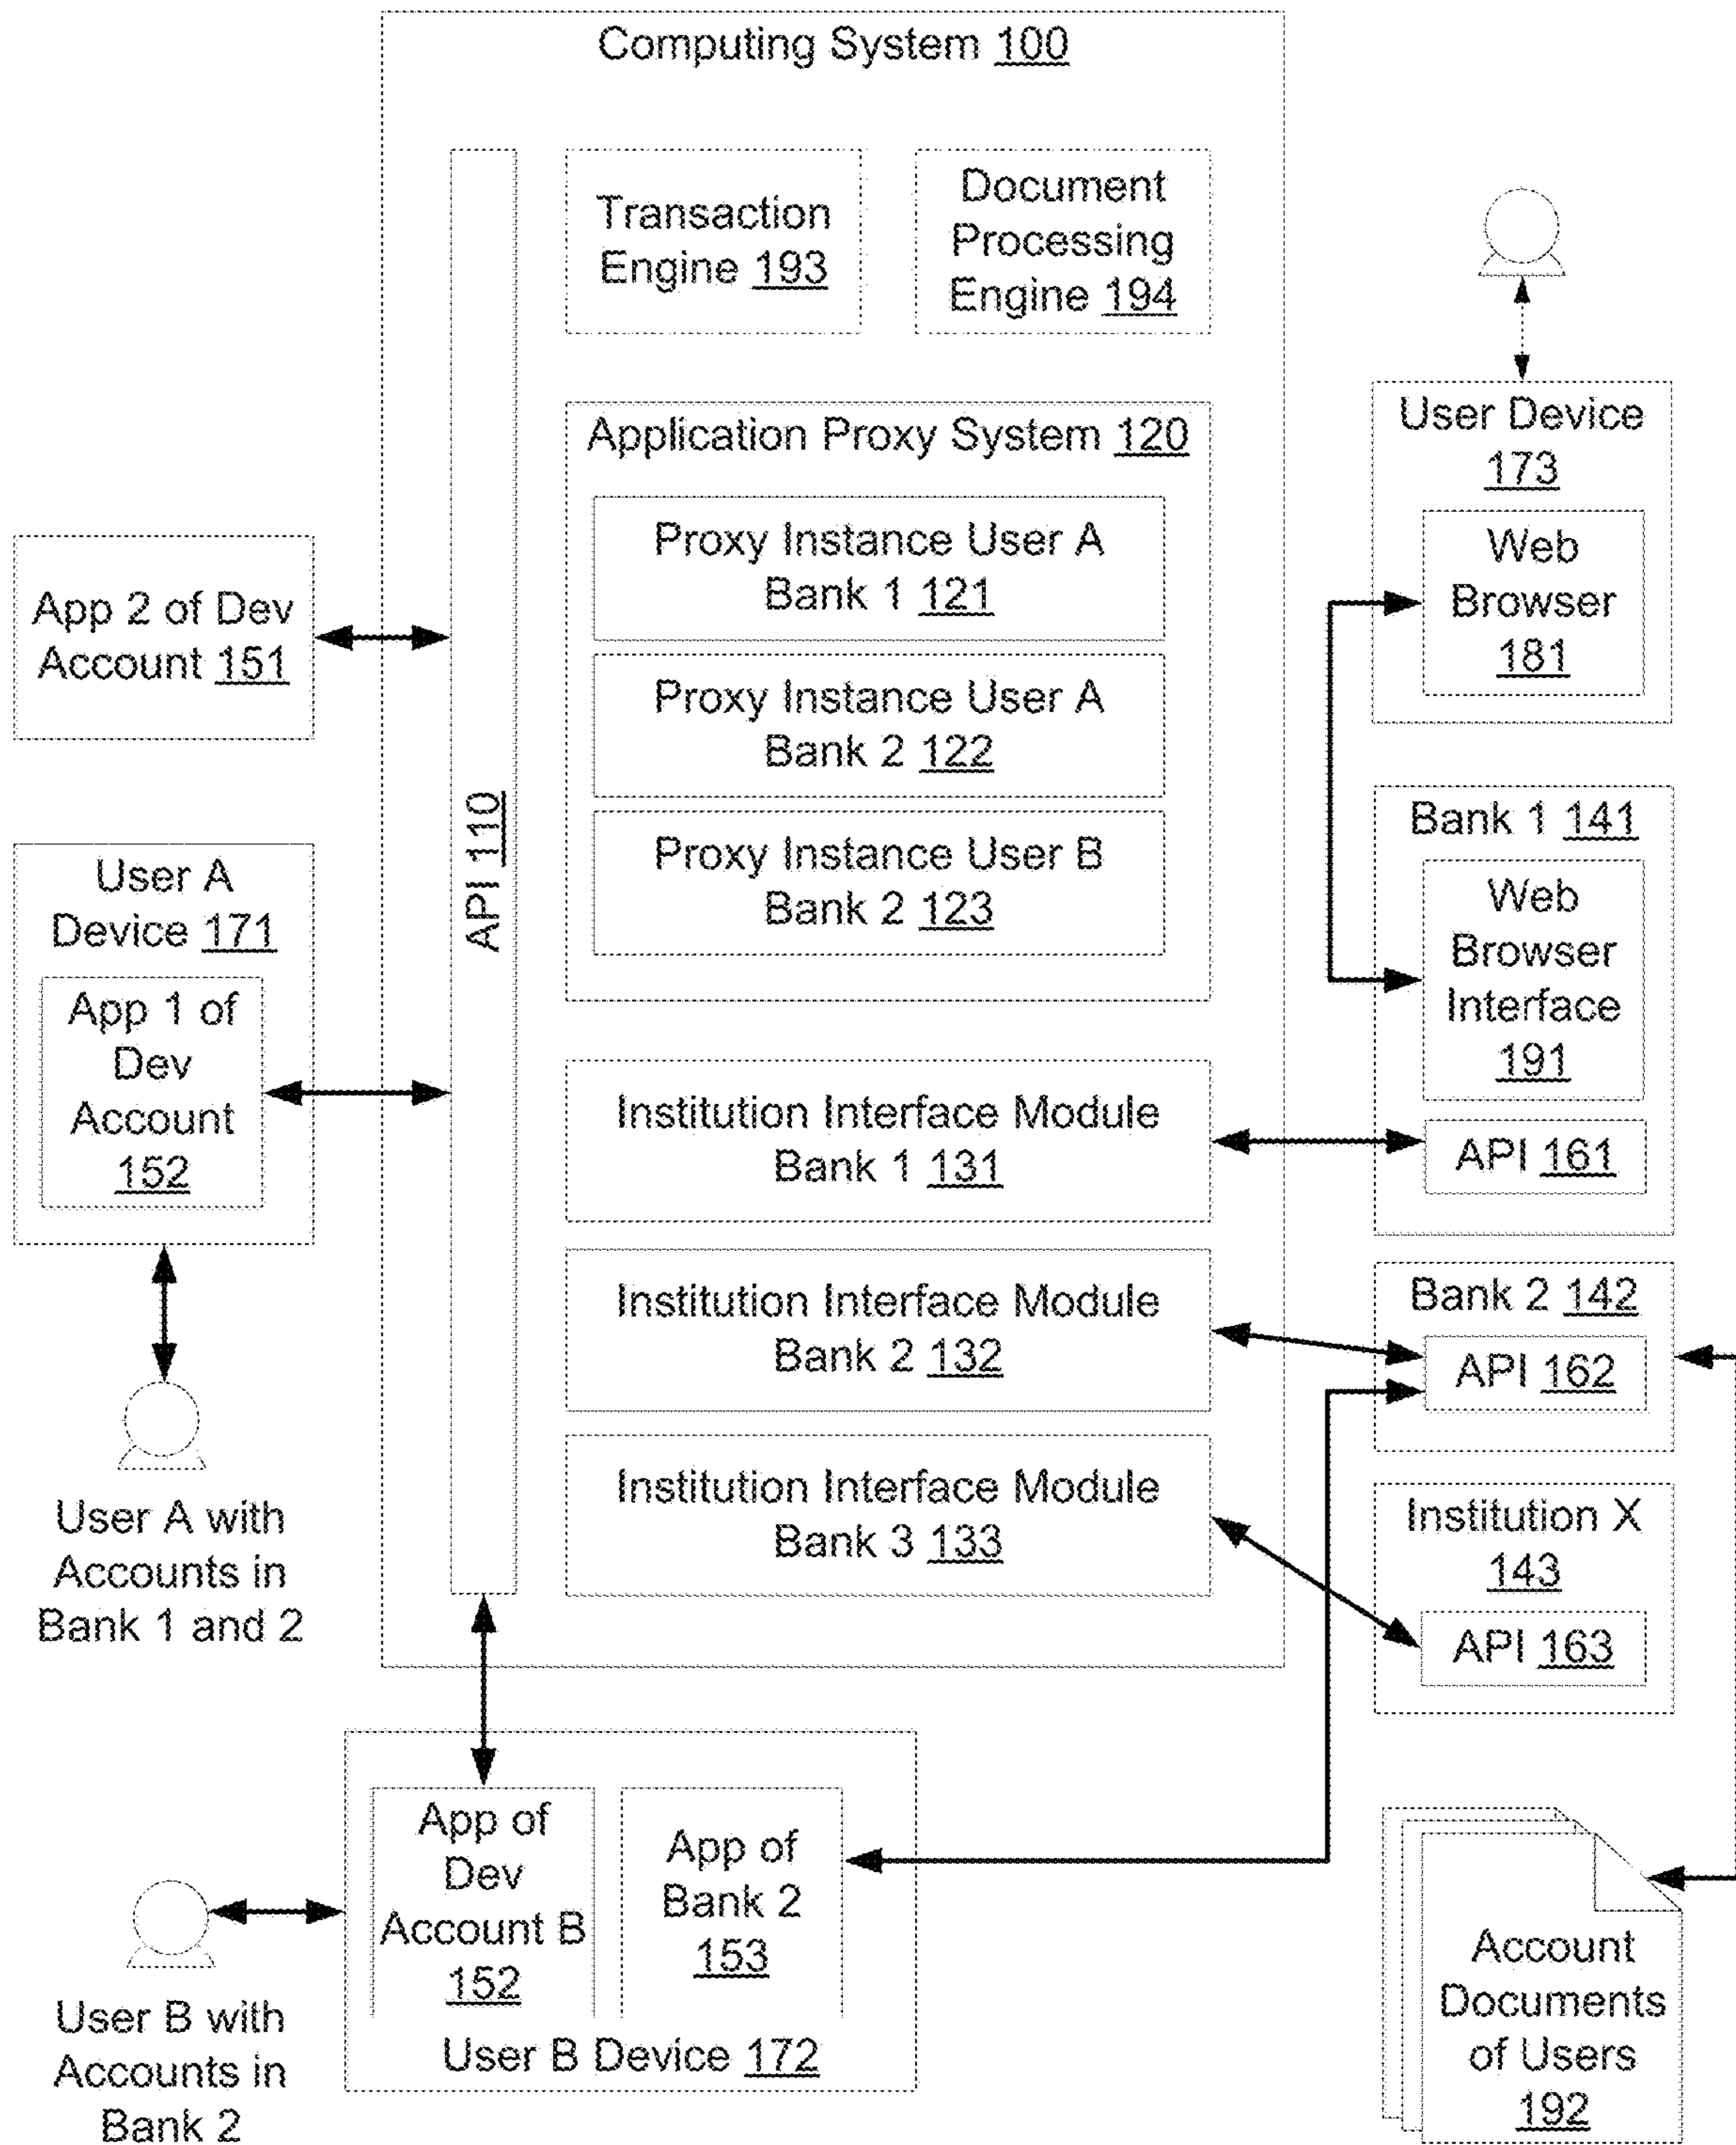 Computing System 100
Transaction
Engine 193
Document
Processing
Engine 194
Application Proxy System 120
Proxy Instance User A
Bank 1 121
Proxy Instance User A
Bank 2 122
Proxy Instance User B
Bank 2 123
API 110
Institution Interface Module
Bank 1 131
Institution Interface Module
Bank 2 132
Institution Interface Module
Bank 3 133
App 2 of Dev
Account 151
User A
Device 171
App 1 of
Dev
Account
152
User A with
Accounts in
Bank 1 and 2
User Device
173
Web
Browser
181
Bank 1 141
Web
Browser
Interface
191
API 161
Bank 2 142
API 162
Institution X
143
API 163
App of
Dev
Account B
152
App of
Bank 2
153
User B Device 172
User B with
Accounts in
Bank 2
Account
Documents
of Users
192